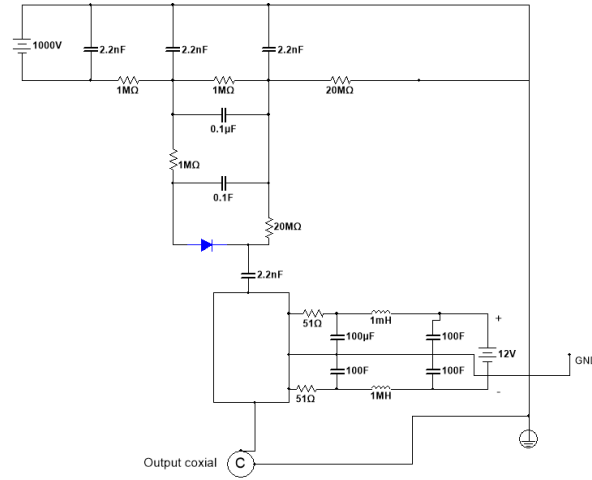 1000V
2.2nF
2.2nF
2.2nF
1MΩ
1MΩ
20MΩ
0.1µF
1MΩ
0.1F
20MΩ
2.2nF
51Ω
1mH
+
100µF
100F
12V
GND
100F
100F
51Ω
1MH
-
Output coxial
C